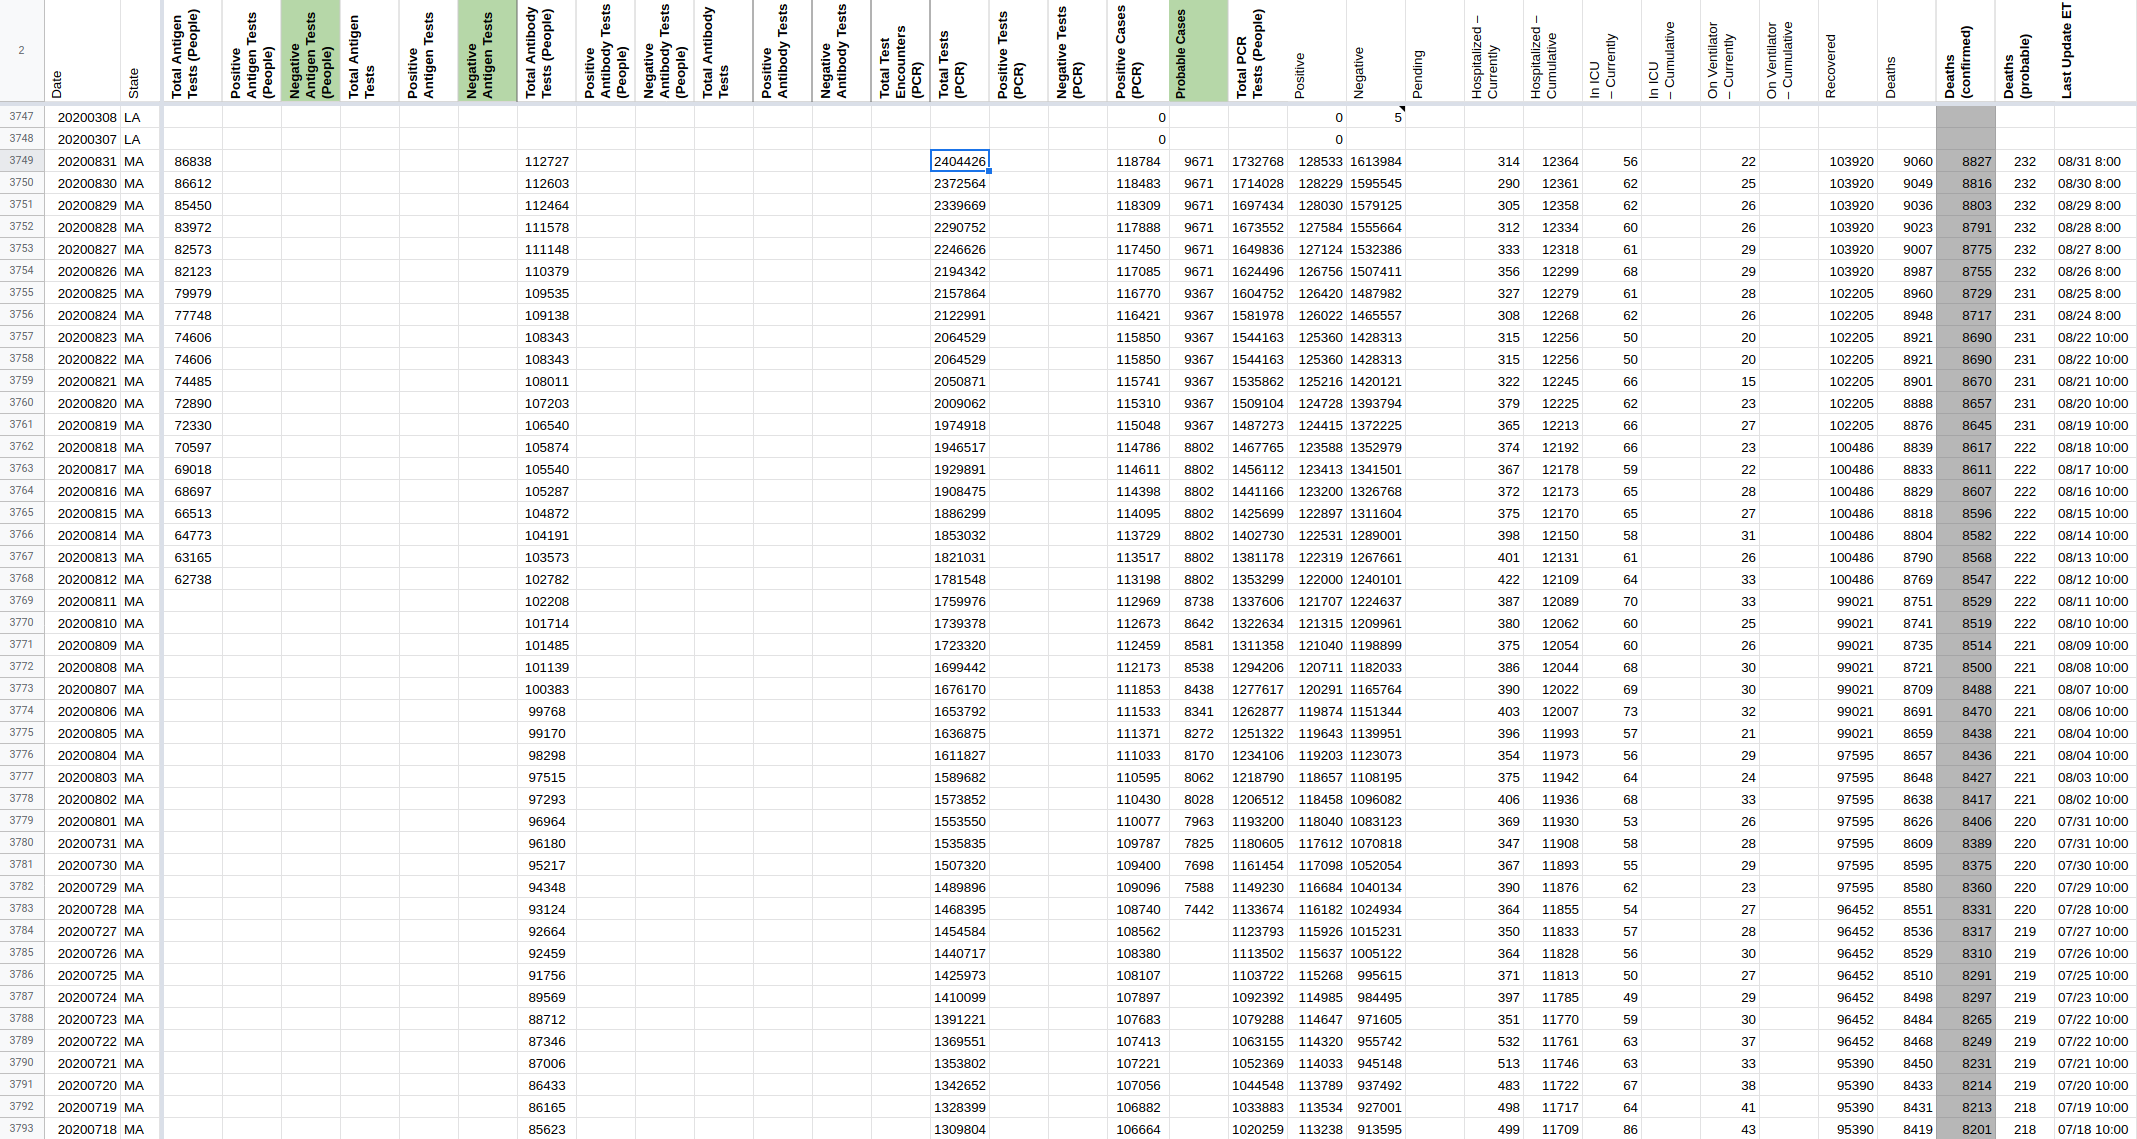 2 Date State Total Antigen Tests (People) Positive Antigen Tests (People) Negative Antigen Tests (People) Total Antigen Tests Positive Antigen Tests Negative Antigen Tests Total Antibody Tests (People) Positive Antibody Tests (People) Negative Antibody Tests (People) Total Antibody Tests Positive Antibody Tests Negative Antibody Tests Total Test Encounters (PCR) Total Tests (PCR) Positive Tests (PCR) Negative Tests (PCR) Positive Cases (PCR) Probable Cases Total PCR Tests (People) Positive Negative Pending Hospitalized – Currently Hospitalized – Cumulative In ICU – Currently In ICU – Cumulative On Ventilator – Currently On Ventilator – Cumulative Recovered Deaths Deaths (confirmed) Deaths (probable) Last Update ET
3747 20200308 LA 0 0 5
3748 20200307 LA 0 0
3749 20200831 MA 86838 112727 2404426 118784 9671 1732768 128533 1613984 314 12364 56 22 103920 9060 8827 232 08/31 8:00
3750 20200830 MA 86612 112603 2372564 118483 9671 1714028 128229 1595545 290 12361 62 25 103920 9049 8816 232 08/30 8:00
3751 20200829 MA 85450 112464 2339669 118309 9671 1697434 128030 1579125 305 12358 62 26 103920 9036 8803 232 08/29 8:00
3752 20200828 MA 83972 111578 2290752 117888 9671 1673552 127584 1555664 312 12334 60 26 103920 9023 8791 232 08/28 8:00
3753 20200827 MA 82573 111148 2246626 117450 9671 1649836 127124 1532386 333 12318 61 29 103920 9007 8775 232 08/27 8:00
3754 20200826 MA 82123 110379 2194342 117085 9671 1624496 126756 1507411 356 12299 68 29 103920 8987 8755 232 08/26 8:00
3755 20200825 MA 79979 109535 2157864 116770 9367 1604752 126420 1487982 327 12279 61 28 102205 8960 8729 231 08/25 8:00
3756 20200824 MA 77748 109138 2122991 116421 9367 1581978 126022 1465557 308 12268 62 26 102205 8948 8717 231 08/24 8:00
3757 20200823 MA 74606 108343 2064529 115850 9367 1544163 125360 1428313 315 12256 50 20 102205 8921 8690 231 08/22 10:00
3758 20200822 MA 74606 108343 2064529 115850 9367 1544163 125360 1428313 315 12256 50 20 102205 8921 8690 231 08/22 10:00
3759 20200821 MA 74485 108011 2050871 115741 9367 1535862 125216 1420121 322 12245 66 15 102205 8901 8670 231 08/21 10:00
3760 20200820 MA 72890 107203 2009062 115310 9367 1509104 124728 1393794 379 12225 62 23 102205 8888 8657 231 08/20 10:00
3761 20200819 MA 72330 106540 1974918 115048 9367 1487273 124415 1372225 365 12213 66 27 102205 8876 8645 231 08/19 10:00
3762 20200818 MA 70597 105874 1946517 114786 8802 1467765 123588 1352979 374 12192 66 23 100486 8839 8617 222 08/18 10:00
3763 20200817 MA 69018 105540 1929891 114611 8802 1456112 123413 1341501 367 12178 59 22 100486 8833 8611 222 08/17 10:00
3764 20200816 MA 68697 105287 1908475 114398 8802 1441166 123200 1326768 372 12173 65 28 100486 8829 8607 222 08/16 10:00
3765 20200815 MA 66513 104872 1886299 114095 8802 1425699 122897 1311604 375 12170 65 27 100486 8818 8596 222 08/15 10:00
3766 20200814 MA 64773 104191 1853032 113729 8802 1402730 122531 1289001 398 12150 58 31 100486 8804 8582 222 08/14 10:00
3767 20200813 MA 63165 103573 1821031 113517 8802 1381178 122319 1267661 401 12131 61 26 100486 8790 8568 222 08/13 10:00
3768 20200812 MA 62738 102782 1781548 113198 8802 1353299 122000 1240101 422 12109 64 33 100486 8769 8547 222 08/12 10:00
3769 20200811 MA 102208 1759976 112969 8738 1337606 121707 1224637 387 12089 70 33 99021 8751 8529 222 08/11 10:00
3770 20200810 MA 101714 1739378 112673 8642 1322634 121315 1209961 380 12062 60 25 99021 8741 8519 222 08/10 10:00
3771 20200809 MA 101485 1723320 112459 8581 1311358 121040 1198899 375 12054 60 26 99021 8735 8514 221 08/09 10:00
3772 20200808 MA 101139 1699442 112173 8538 1294206 120711 1182033 386 12044 68 30 99021 8721 8500 221 08/08 10:00
3773 20200807 MA 100383 1676170 111853 8438 1277617 120291 1165764 390 12022 69 30 99021 8709 8488 221 08/07 10:00
3774 20200806 MA 99768 1653792 111533 8341 1262877 119874 1151344 403 12007 73 32 99021 8691 8470 221 08/06 10:00
3775 20200805 MA 99170 1636875 111371 8272 1251322 119643 1139951 396 11993 57 21 99021 8659 8438 221 08/04 10:00
3776 20200804 MA 98298 1611827 111033 8170 1234106 119203 1123073 354 11973 56 29 97595 8657 8436 221 08/04 10:00
3777 20200803 MA 97515 1589682 110595 8062 1218790 118657 1108195 375 11942 64 24 97595 8648 8427 221 08/03 10:00
3778 20200802 MA 97293 1573852 110430 8028 1206512 118458 1096082 406 11936 68 33 97595 8638 8417 221 08/02 10:00
3779 20200801 MA 96964 1553550 110077 7963 1193200 118040 1083123 369 11930 53 26 97595 8626 8406 220 07/31 10:00
3780 20200731 MA 96180 1535835 109787 7825 1180605 117612 1070818 347 11908 58 28 97595 8609 8389 220 07/31 10:00
3781 20200730 MA 95217 1507320 109400 7698 1161454 117098 1052054 367 11893 55 29 97595 8595 8375 220 07/30 10:00
3782 20200729 MA 94348 1489896 109096 7588 1149230 116684 1040134 390 11876 62 23 97595 8580 8360 220 07/29 10:00
3783 20200728 MA 93124 1468395 108740 7442 1133674 116182 1024934 364 11855 54 27 96452 8551 8331 220 07/28 10:00
3784 20200727 MA 92664 1454584 108562 1123793 115926 1015231 350 11833 57 28 96452 8536 8317 219 07/27 10:00
3785 20200726 MA 92459 1440717 108380 1113502 115637 1005122 364 11828 56 30 96452 8529 8310 219 07/26 10:00
3786 20200725 MA 91756 1425973 108107 1103722 115268 995615 371 11813 50 27 96452 8510 8291 219 07/25 10:00
3787 20200724 MA 89569 1410099 107897 1092392 114985 984495 397 11785 49 29 96452 8498 8297 219 07/23 10:00
3788 20200723 MA 88712 1391221 107683 1079288 114647 971605 351 11770 59 30 96452 8484 8265 219 07/22 10:00
3789 20200722 MA 87346 1369551 107413 1063155 114320 955742 532 11761 63 37 96452 8468 8249 219 07/22 10:00
3790 20200721 MA 87006 1353802 107221 1052369 114033 945148 513 11746 63 33 95390 8450 8231 219 07/21 10:00
3791 20200720 MA 86433 1342652 107056 1044548 113789 937492 483 11722 67 38 95390 8433 8214 219 07/20 10:00
3792 20200719 MA 86165 1328399 106882 1033883 113534 927001 498 11717 64 41 95390 8431 8213 218 07/19 10:00
3793 20200718 MA 85623 1309804 106664 1020259 113238 913595 499 11709 86 43 95390 8419 8201 218 07/18 10:00